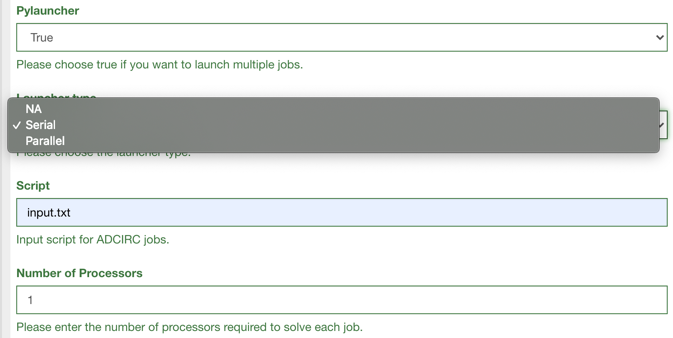 Pylauncher
True
Please choose true if you want to launch multiple jobs.
Launcher type
NA
✓ Serial
Parallel
Please choose the launcher type.
Script
input.txt
Input script for ADCIRC jobs.
Number of Processors
1
Please enter the number of processors required to solve each job.